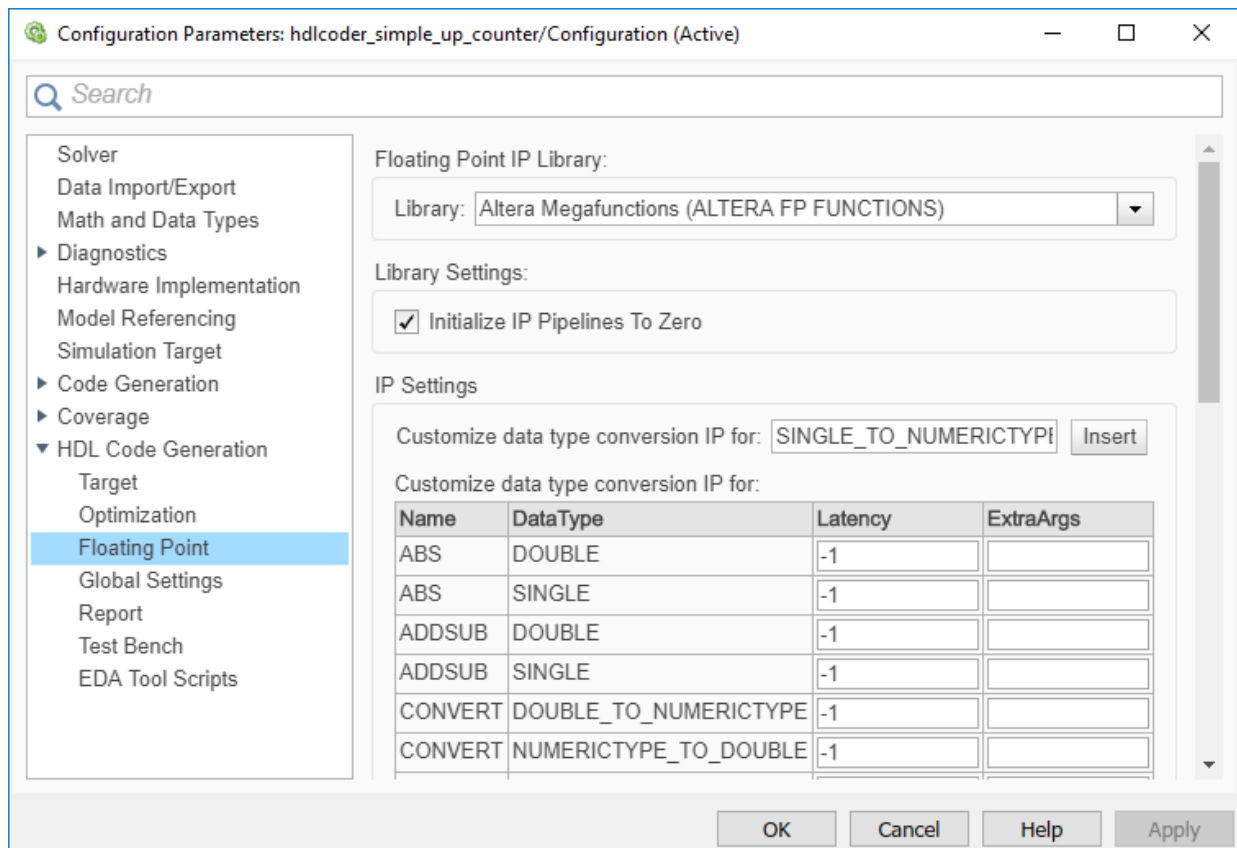 Configuration Parameters: hdlcoder_simple_up_counter/Configuration (Active)
Search
Solver
Data Import/Export
Math and Data Types
Diagnostics
Hardware Implementation
Model Referencing
Simulation Target
Code Generation
Coverage
HDL Code Generation
Target
Optimization
Floating Point
Global Settings
Report
Test Bench
EDA Tool Scripts
Floating Point IP Library:
Library: Altera Megafunctions (ALTERA FP FUNCTIONS)
Library Settings:
Initialize IP Pipelines To Zero
IP Settings
Customize data type conversion IP for: SINGLE_TO_NUMERICTYPE Insert
Customize data type conversion IP for:
Name DataType Latency ExtraArgs
ABS DOUBLE -1
ABS SINGLE -1
ADDSUB DOUBLE -1
ADDSUB SINGLE -1
CONVERT DOUBLE_TO_NUMERICTYPE -1
CONVERT NUMERICTYPE_TO_DOUBLE -1
OK Cancel Help Apply